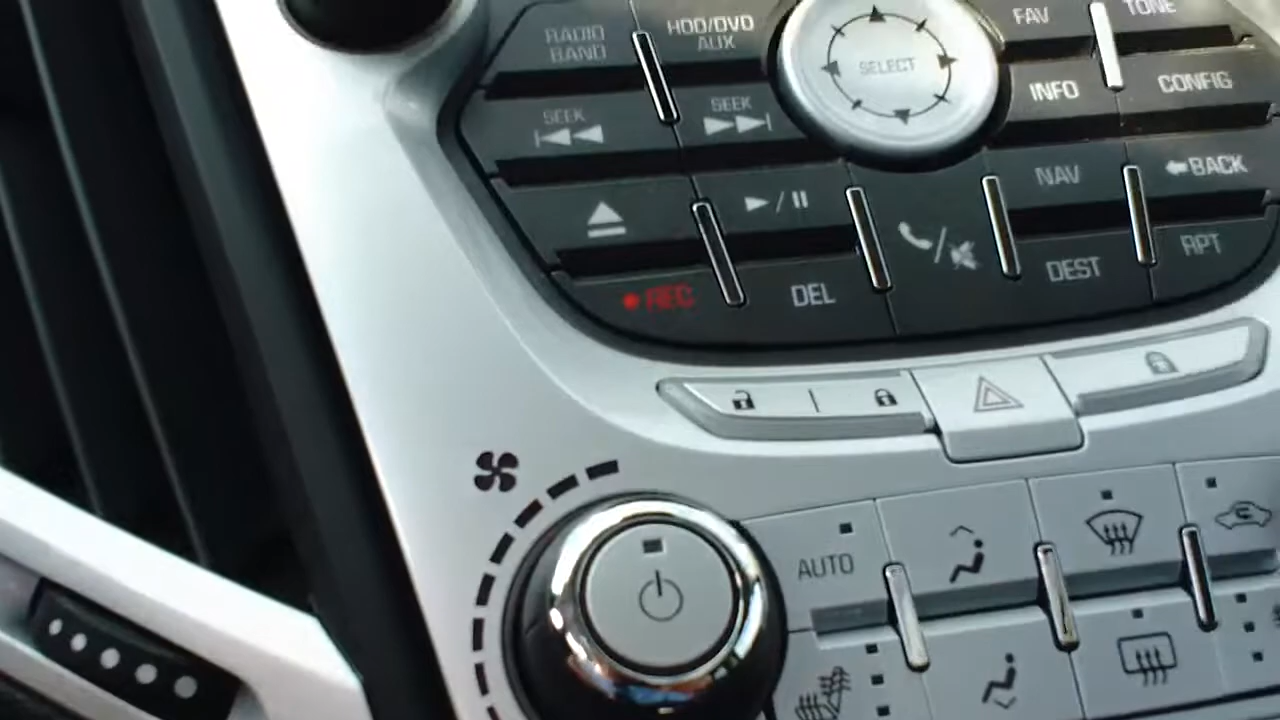 RADIO
BAND
HDD/DVD
AUX
FAV
TONE
SELECT
SEEK
SEEK
INFO
CONFIG
NAV
BACK
REC
DEL
DEST
RPT
AUTO